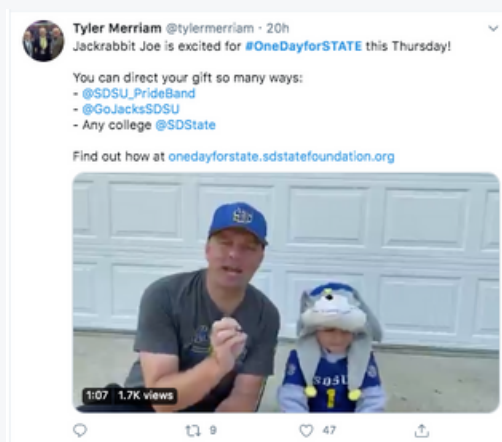 Tyler Merriam @tylermerriam · 20h
Jackrabbit Joe is excited for #OneDayforSTATE this Thursday!
You can direct your gift so many ways:
- @SDSU_PrideBand
- @GoJacksSDSU
- Any college @SDState
Find out how at onedayforstate.sdstatefoundation.org
SDSU
1
1:07 1.7K views
9 47